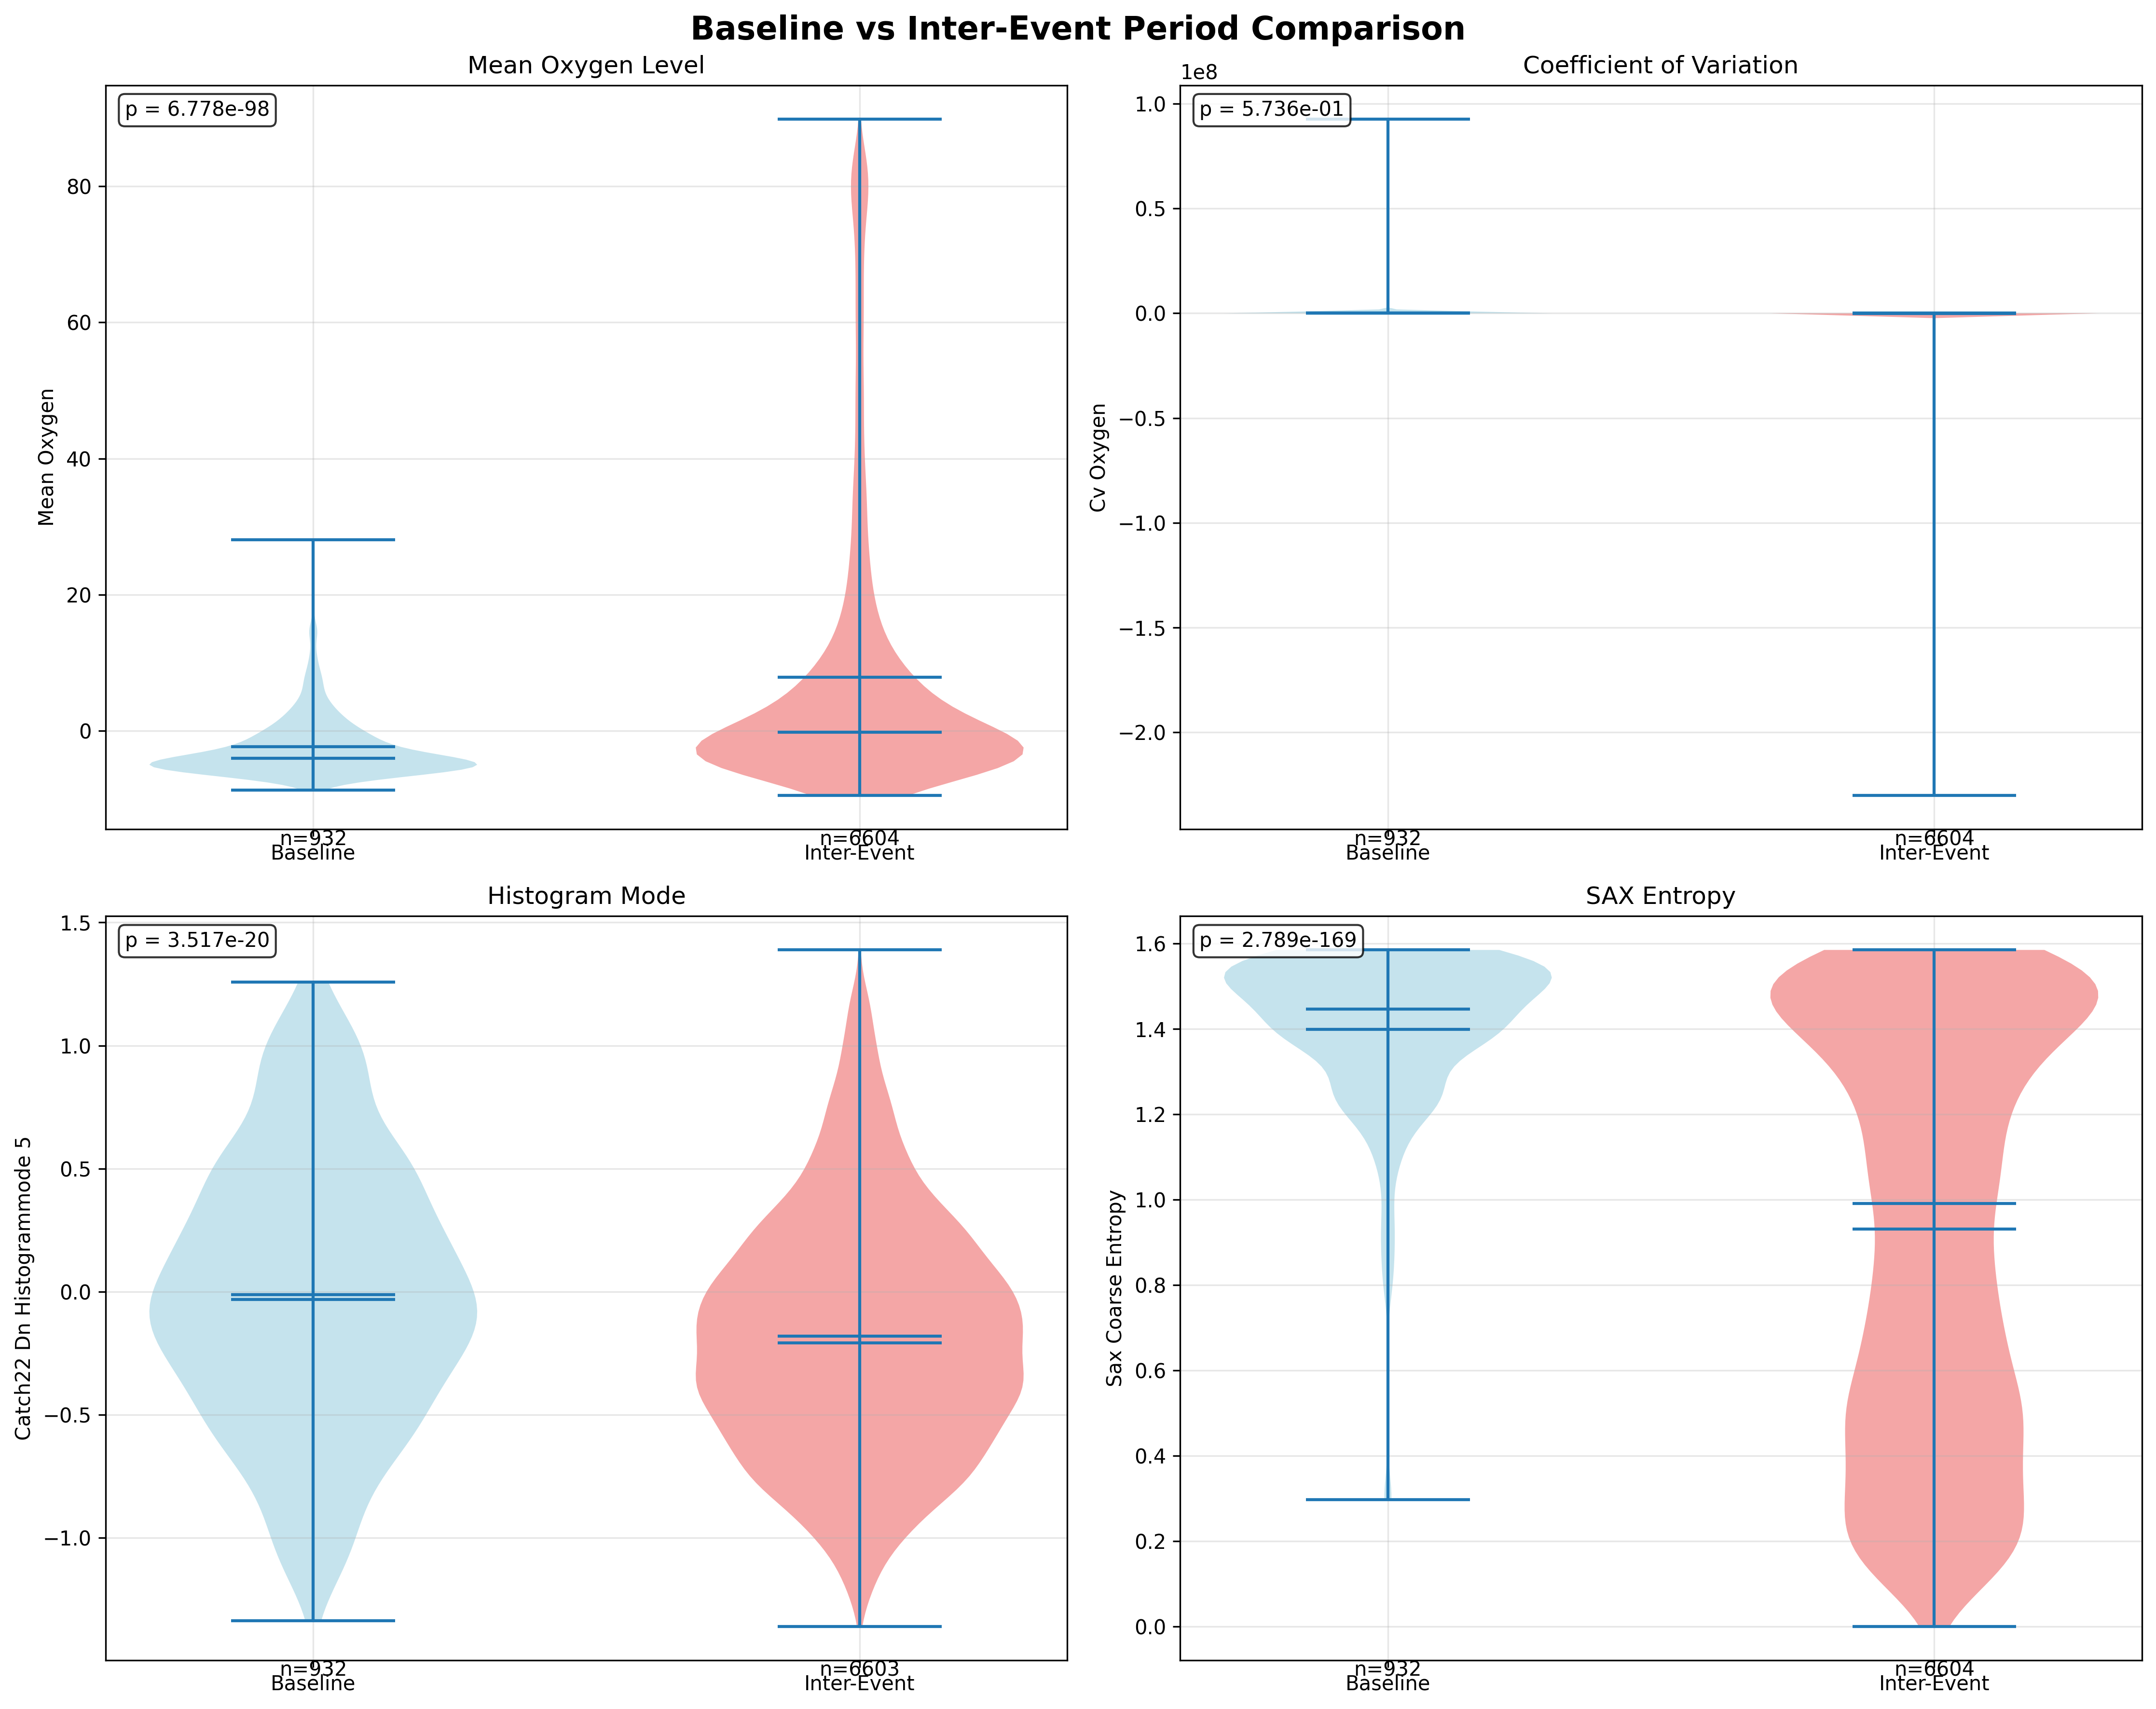 Baseline vs Inter-Event Period Comparison
Mean Oxygen Level
p = 6.778e-98
80
60
40
20
0
Mean Oxygen
n=932
Baseline
n=6604
Inter-Event
Coefficient of Variation
1e8
p = 5.736e-01
1.0
0.5
0.0
−0.5
−1.0
−1.5
−2.0
Cv Oxygen
n=932
Baseline
n=6604
Inter-Event
Histogram Mode
p = 3.517e-20
1.5
1.0
0.5
0.0
−0.5
−1.0
Catch22 Dn Histogrammode 5
n=932
Baseline
n=6603
Inter-Event
SAX Entropy
p = 2.789e-169
1.6
1.4
1.2
1.0
0.8
0.6
0.4
0.2
0.0
Sax Coarse Entropy
n=932
Baseline
n=6604
Inter-Event